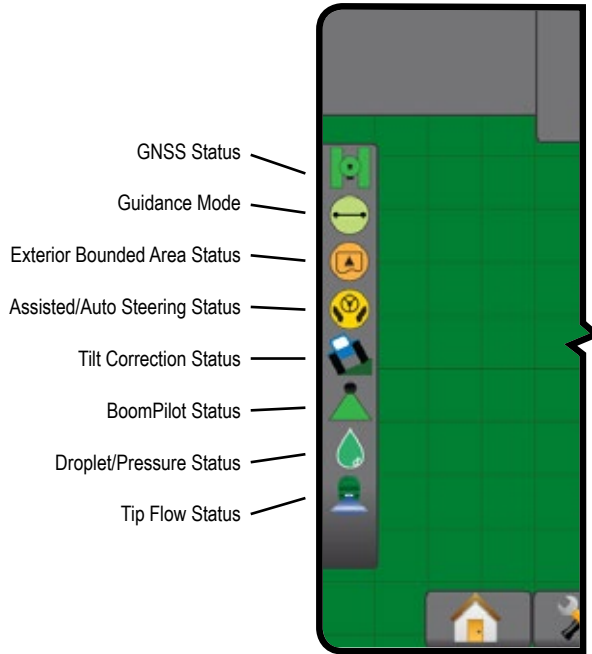 GNSS Status
Guidance Mode
Exterior Bounded Area Status
Assisted/Auto Steering Status
Tilt Correction Status
BoomPilot Status
Droplet/Pressure Status
Tip Flow Status